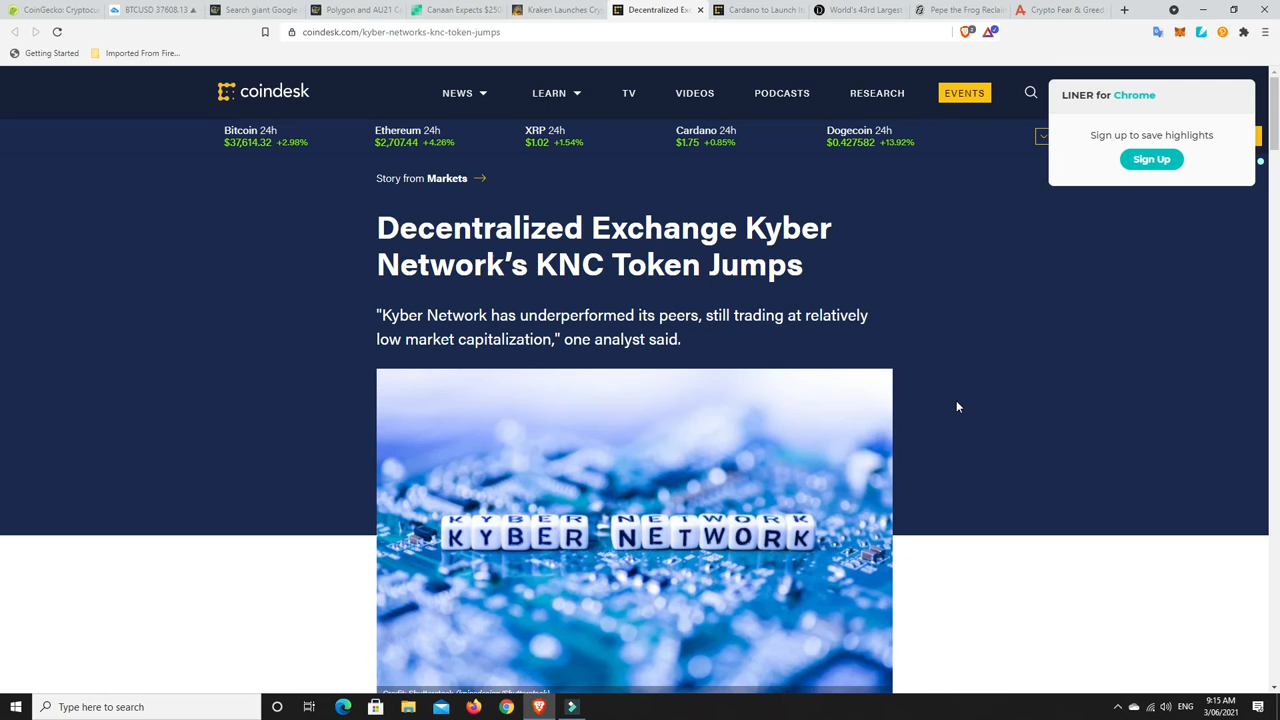 CoinGecko: Cryptocu
BTCUSD 37608.13 ▲
Search giant Google
Polygon and AU21 C
Canaan Expects $250
Kraken Launches Cry
Decentralized Ex
Cardano to Launch It
World's 43rd Largest
Pepe the Frog Reclai
Crypto Fear & Greed
coindesk.com/kyber-networks-knc-token-jumps
Getting Started
Imported From Fire...
coindesk
NEWS
LEARN
TV
VIDEOS
PODCASTS
RESEARCH
EVENTS
LINER for Chrome
Sign up to save highlights
Sign Up
Bitcoin 24h
$37,614.32 +2.98%
Ethereum 24h
$2,707.44 +4.26%
XRP 24h
$1.02 +1.54%
Cardano 24h
$1.75 +0.85%
Dogecoin 24h
$0.427582 +13.92%
Story from Markets
Decentralized Exchange Kyber
Network's KNC Token Jumps
"Kyber Network has underperformed its peers, still trading at relatively
low market capitalization," one analyst said.
KYBER NETWORK
Type here to search
ENG
9:15 AM
3/06/2021